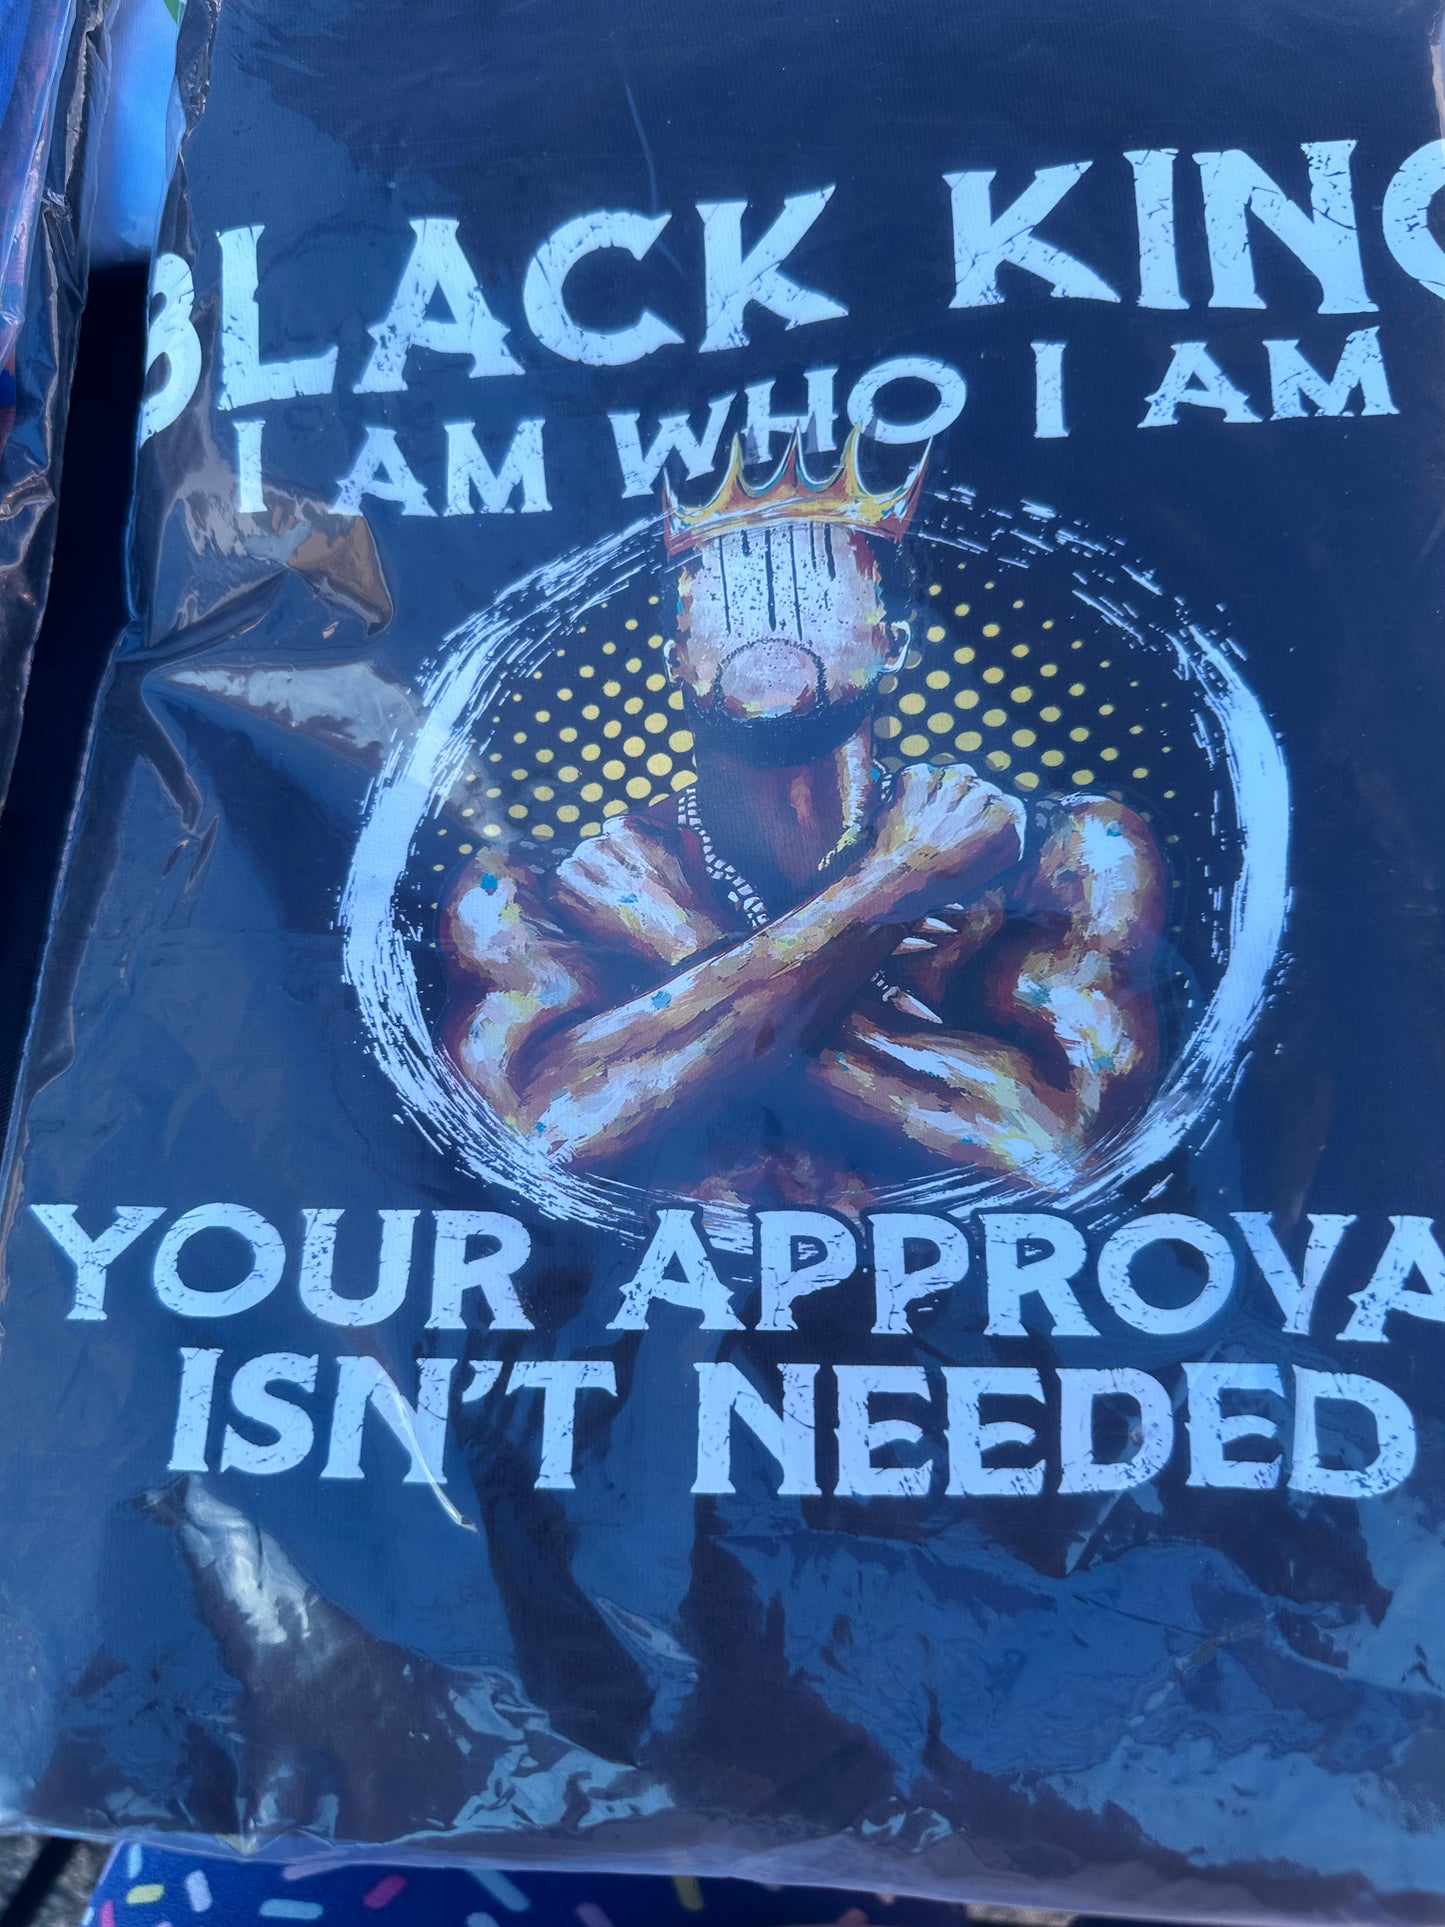 BLACK KING
I AM WHO I AM
YOUR APPROVAL
ISN'T NEEDED